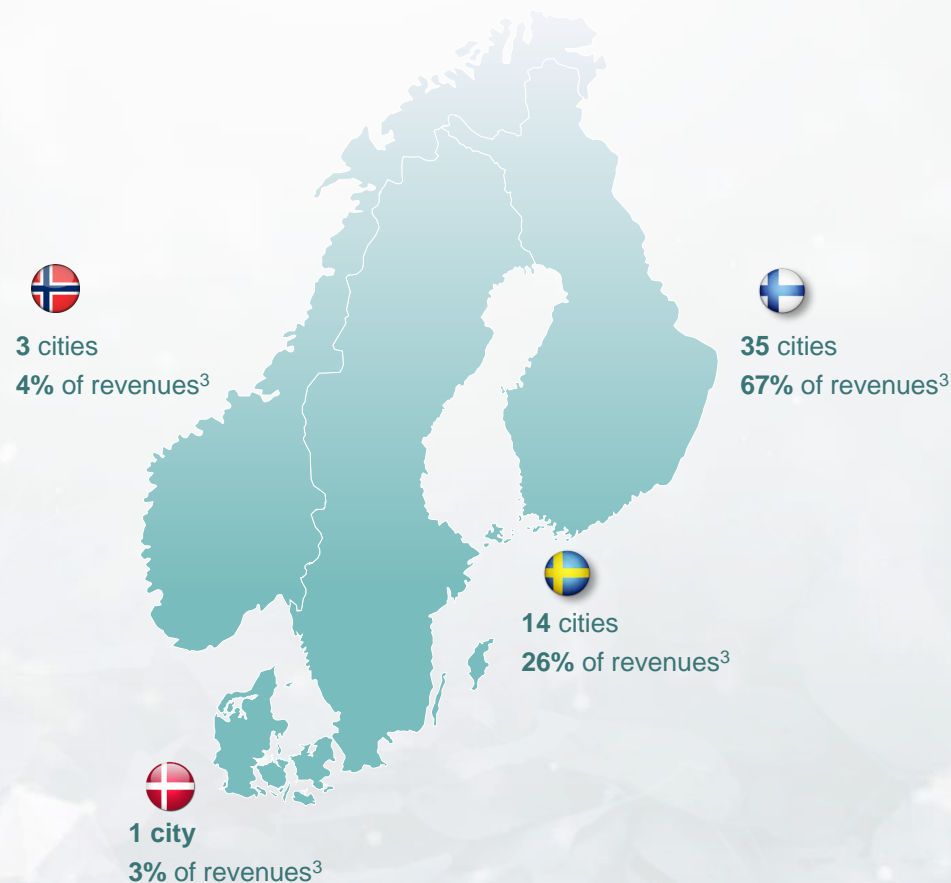 3 cities
4% of revenues³
35 cities
67% of revenues³
14 cities
26% of revenues³
1 city
3% of revenues³